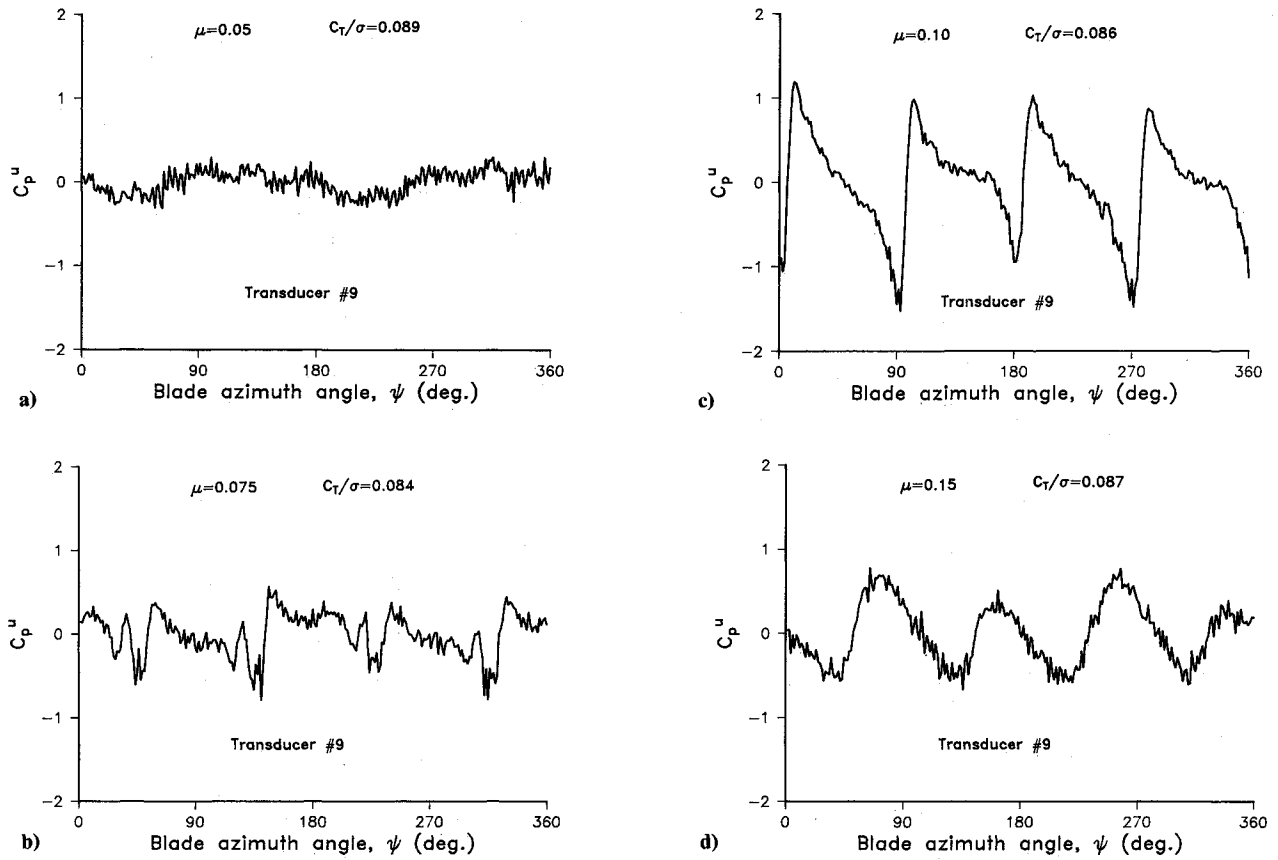 μ=0.05 C_T/σ=0.089
2
1
0
−1
−2
C_p^u
Transducer #9
0 90 180 270 360
Blade azimuth angle, ψ (deg.)
a)
μ=0.075 C_T/σ=0.084
2
1
0
−1
−2
C_p^u
Transducer #9
0 90 180 270 360
Blade azimuth angle, ψ (deg.)
b)
μ=0.10 C_T/σ=0.086
2
1
0
−1
−2
C_p^u
Transducer #9
0 90 180 270 360
Blade azimuth angle, ψ (deg.)
c)
μ=0.15 C_T/σ=0.087
2
1
0
−1
−2
C_p^u
Transducer #9
0 90 180 270 360
Blade azimuth angle, ψ (deg.)
d)